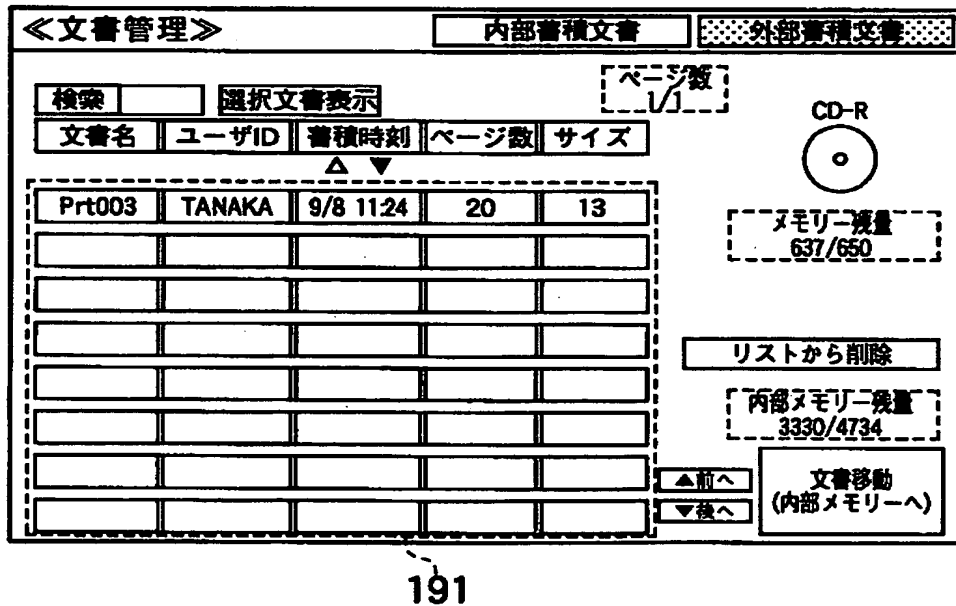 ≪文書管理≫ 内部蓄積文書 外部蓄積文書
検索 選択文書表示 ページ数
1/1
CD-R
文書名 ユーザID 蓄積時刻 ページ数 サイズ
△ ▼
Prt003 TANAKA 9/8 11:24 20 13
メモリー残量
637/650
リストから削除
内部メモリー残量
3330/4734
▲前へ
▼後へ
文書移動
(内部メモリーへ)
191